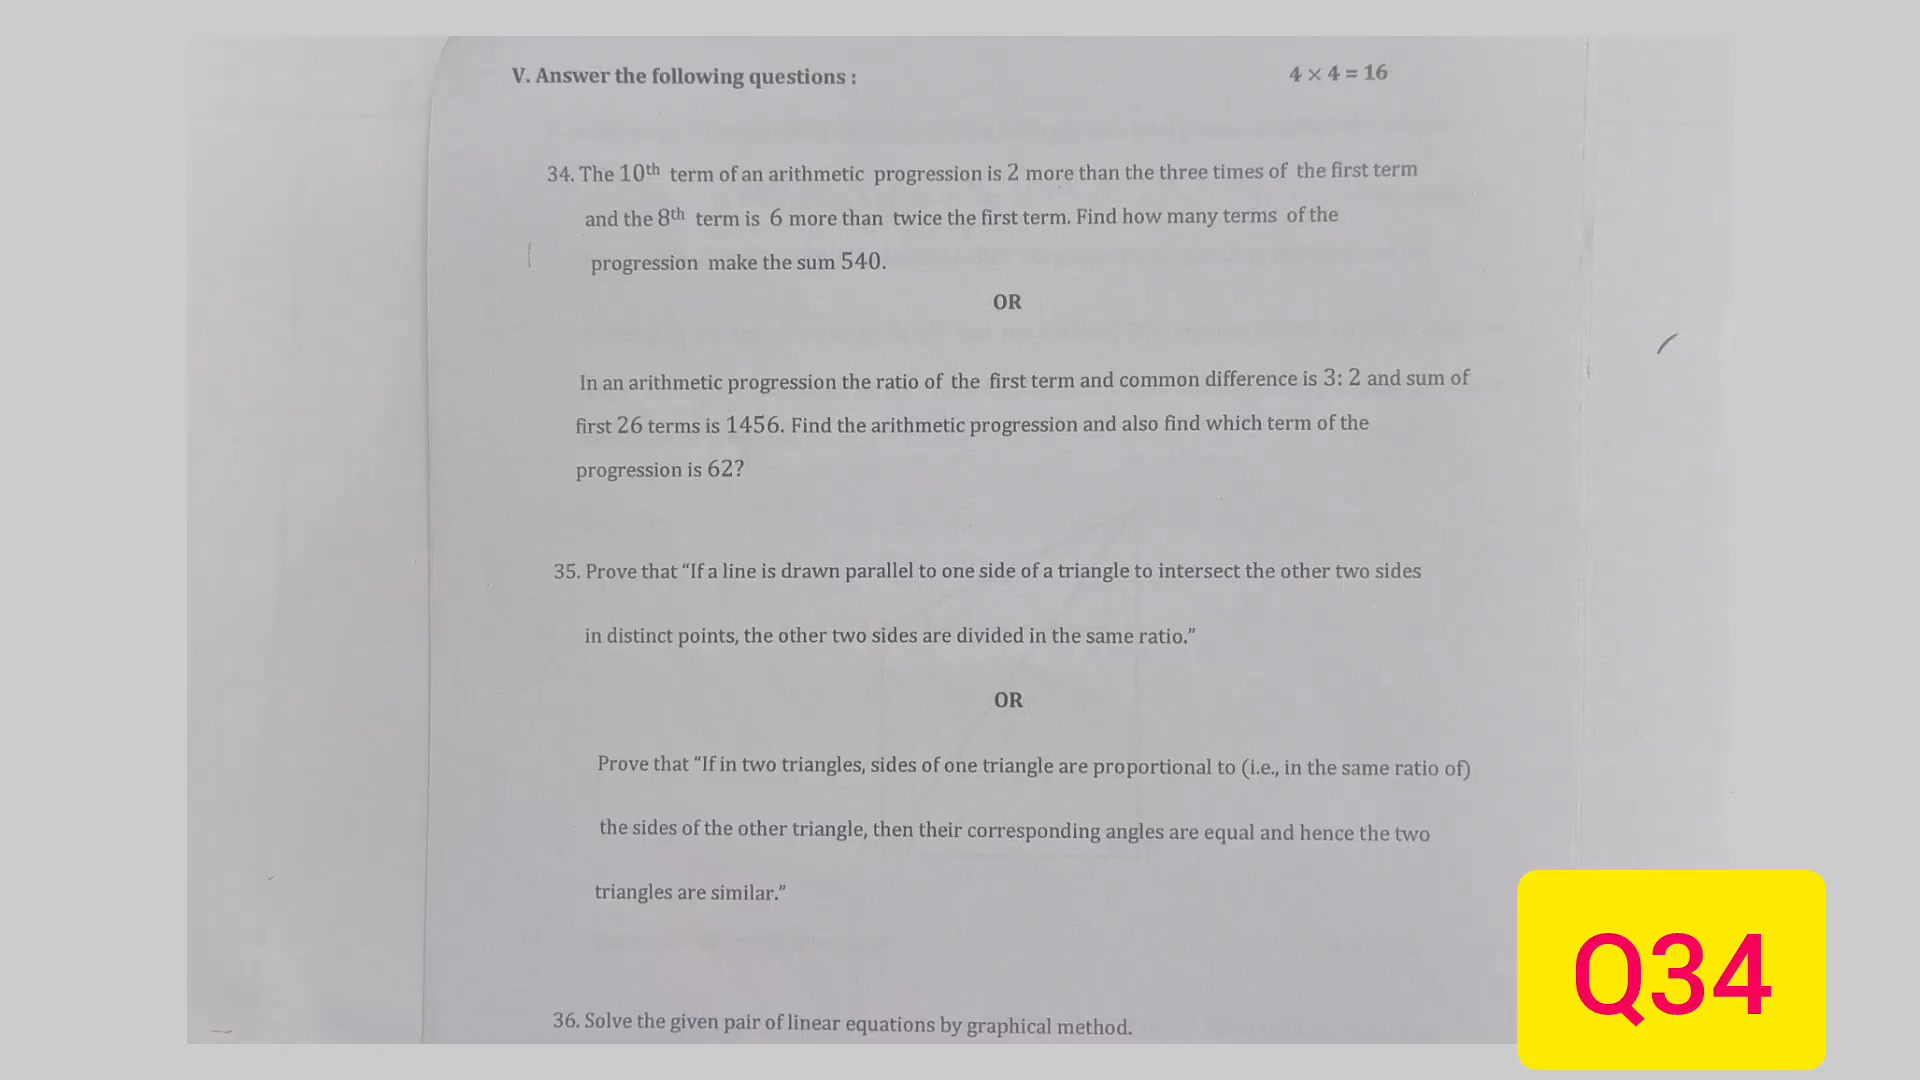 V. Answer the following questions : 4 × 4 = 16
34. The 10th term of an arithmetic progression is 2 more than the three times of the first term
and the 8th term is 6 more than twice the first term. Find how many terms of the
progression make the sum 540.
OR
In an arithmetic progression the ratio of the first term and common difference is 3: 2 and sum of
first 26 terms is 1456. Find the arithmetic progression and also find which term of the
progression is 62?
35. Prove that “If a line is drawn parallel to one side of a triangle to intersect the other two sides
in distinct points, the other two sides are divided in the same ratio.”
OR
Prove that “If in two triangles, sides of one triangle are proportional to (i.e., in the same ratio of)
the sides of the other triangle, then their corresponding angles are equal and hence the two
triangles are similar.”
36. Solve the given pair of linear equations by graphical method.
Q34